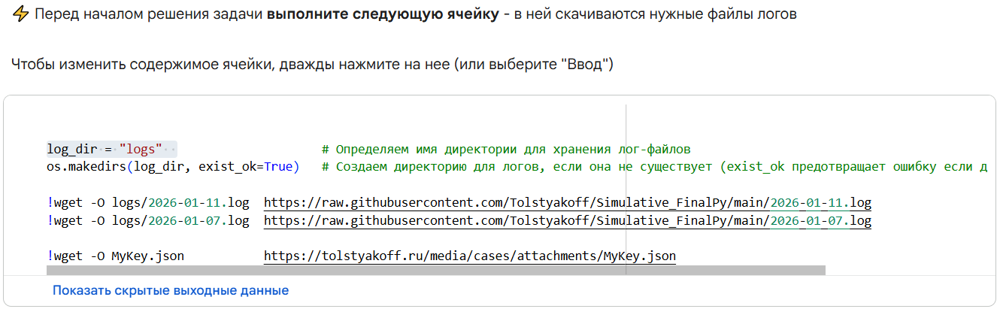 ⚡ Перед началом решения задачи выполните следующую ячейку - в ней скачиваются нужные файлы логов
Чтобы изменить содержимое ячейки, дважды нажмите на нее (или выберите "Ввод")
log_dir = "logs" # Определяем имя директории для хранения лог-файлов
os.makedirs(log_dir, exist_ok=True) # Создаем директорию для логов, если она не существует (exist_ok предотвращает ошибку если д
!wget -O logs/2026-01-11.log https://raw.githubusercontent.com/Tolstyakoff/Simulative_FinalPy/main/2026-01-11.log
!wget -O logs/2026-01-07.log https://raw.githubusercontent.com/Tolstyakoff/Simulative_FinalPy/main/2026-01-07.log
!wget -O MyKey.json https://tolstyakoff.ru/media/cases/attachments/MyKey.json
Показать скрытые выходные данные